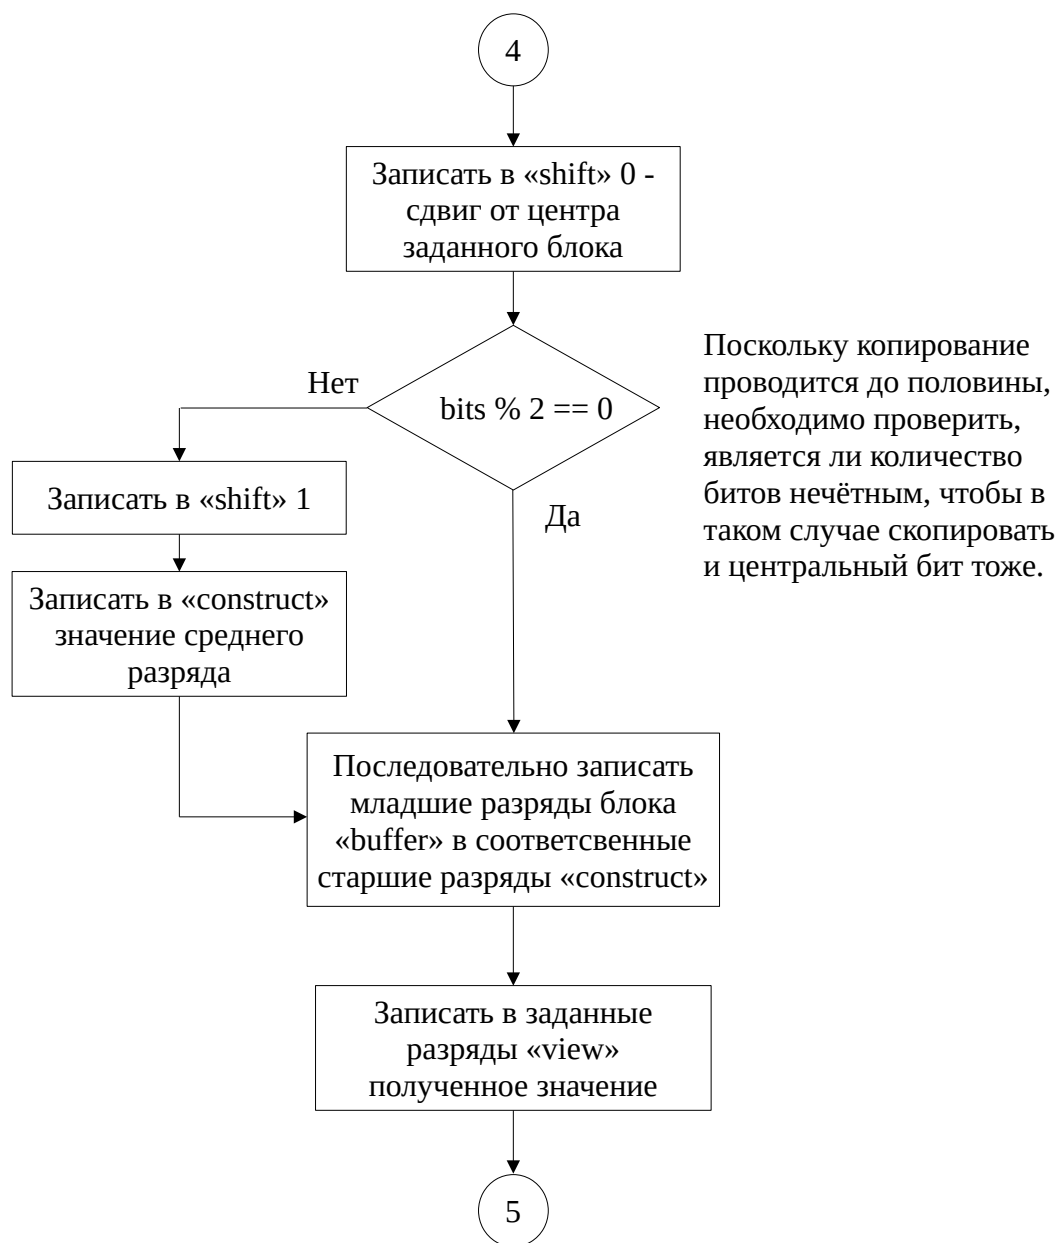 4
Записать в «shift» 0 -
сдвиг от центра
заданного блока
Нет
bits % 2 == 0
Поскольку копирование
проводится до половины,
необходимо проверить,
является ли количество
битов нечётным, чтобы в
таком случае скопировать
и центральный бит тоже.
Записать в «shift» 1
Да
Записать в «construct»
значение среднего
разряда
Последовательно записать
младшие разряды блока
«buffer» в соответсвенные
старшие разряды «construct»
Записать в заданные
разряды «view»
полученное значение
5